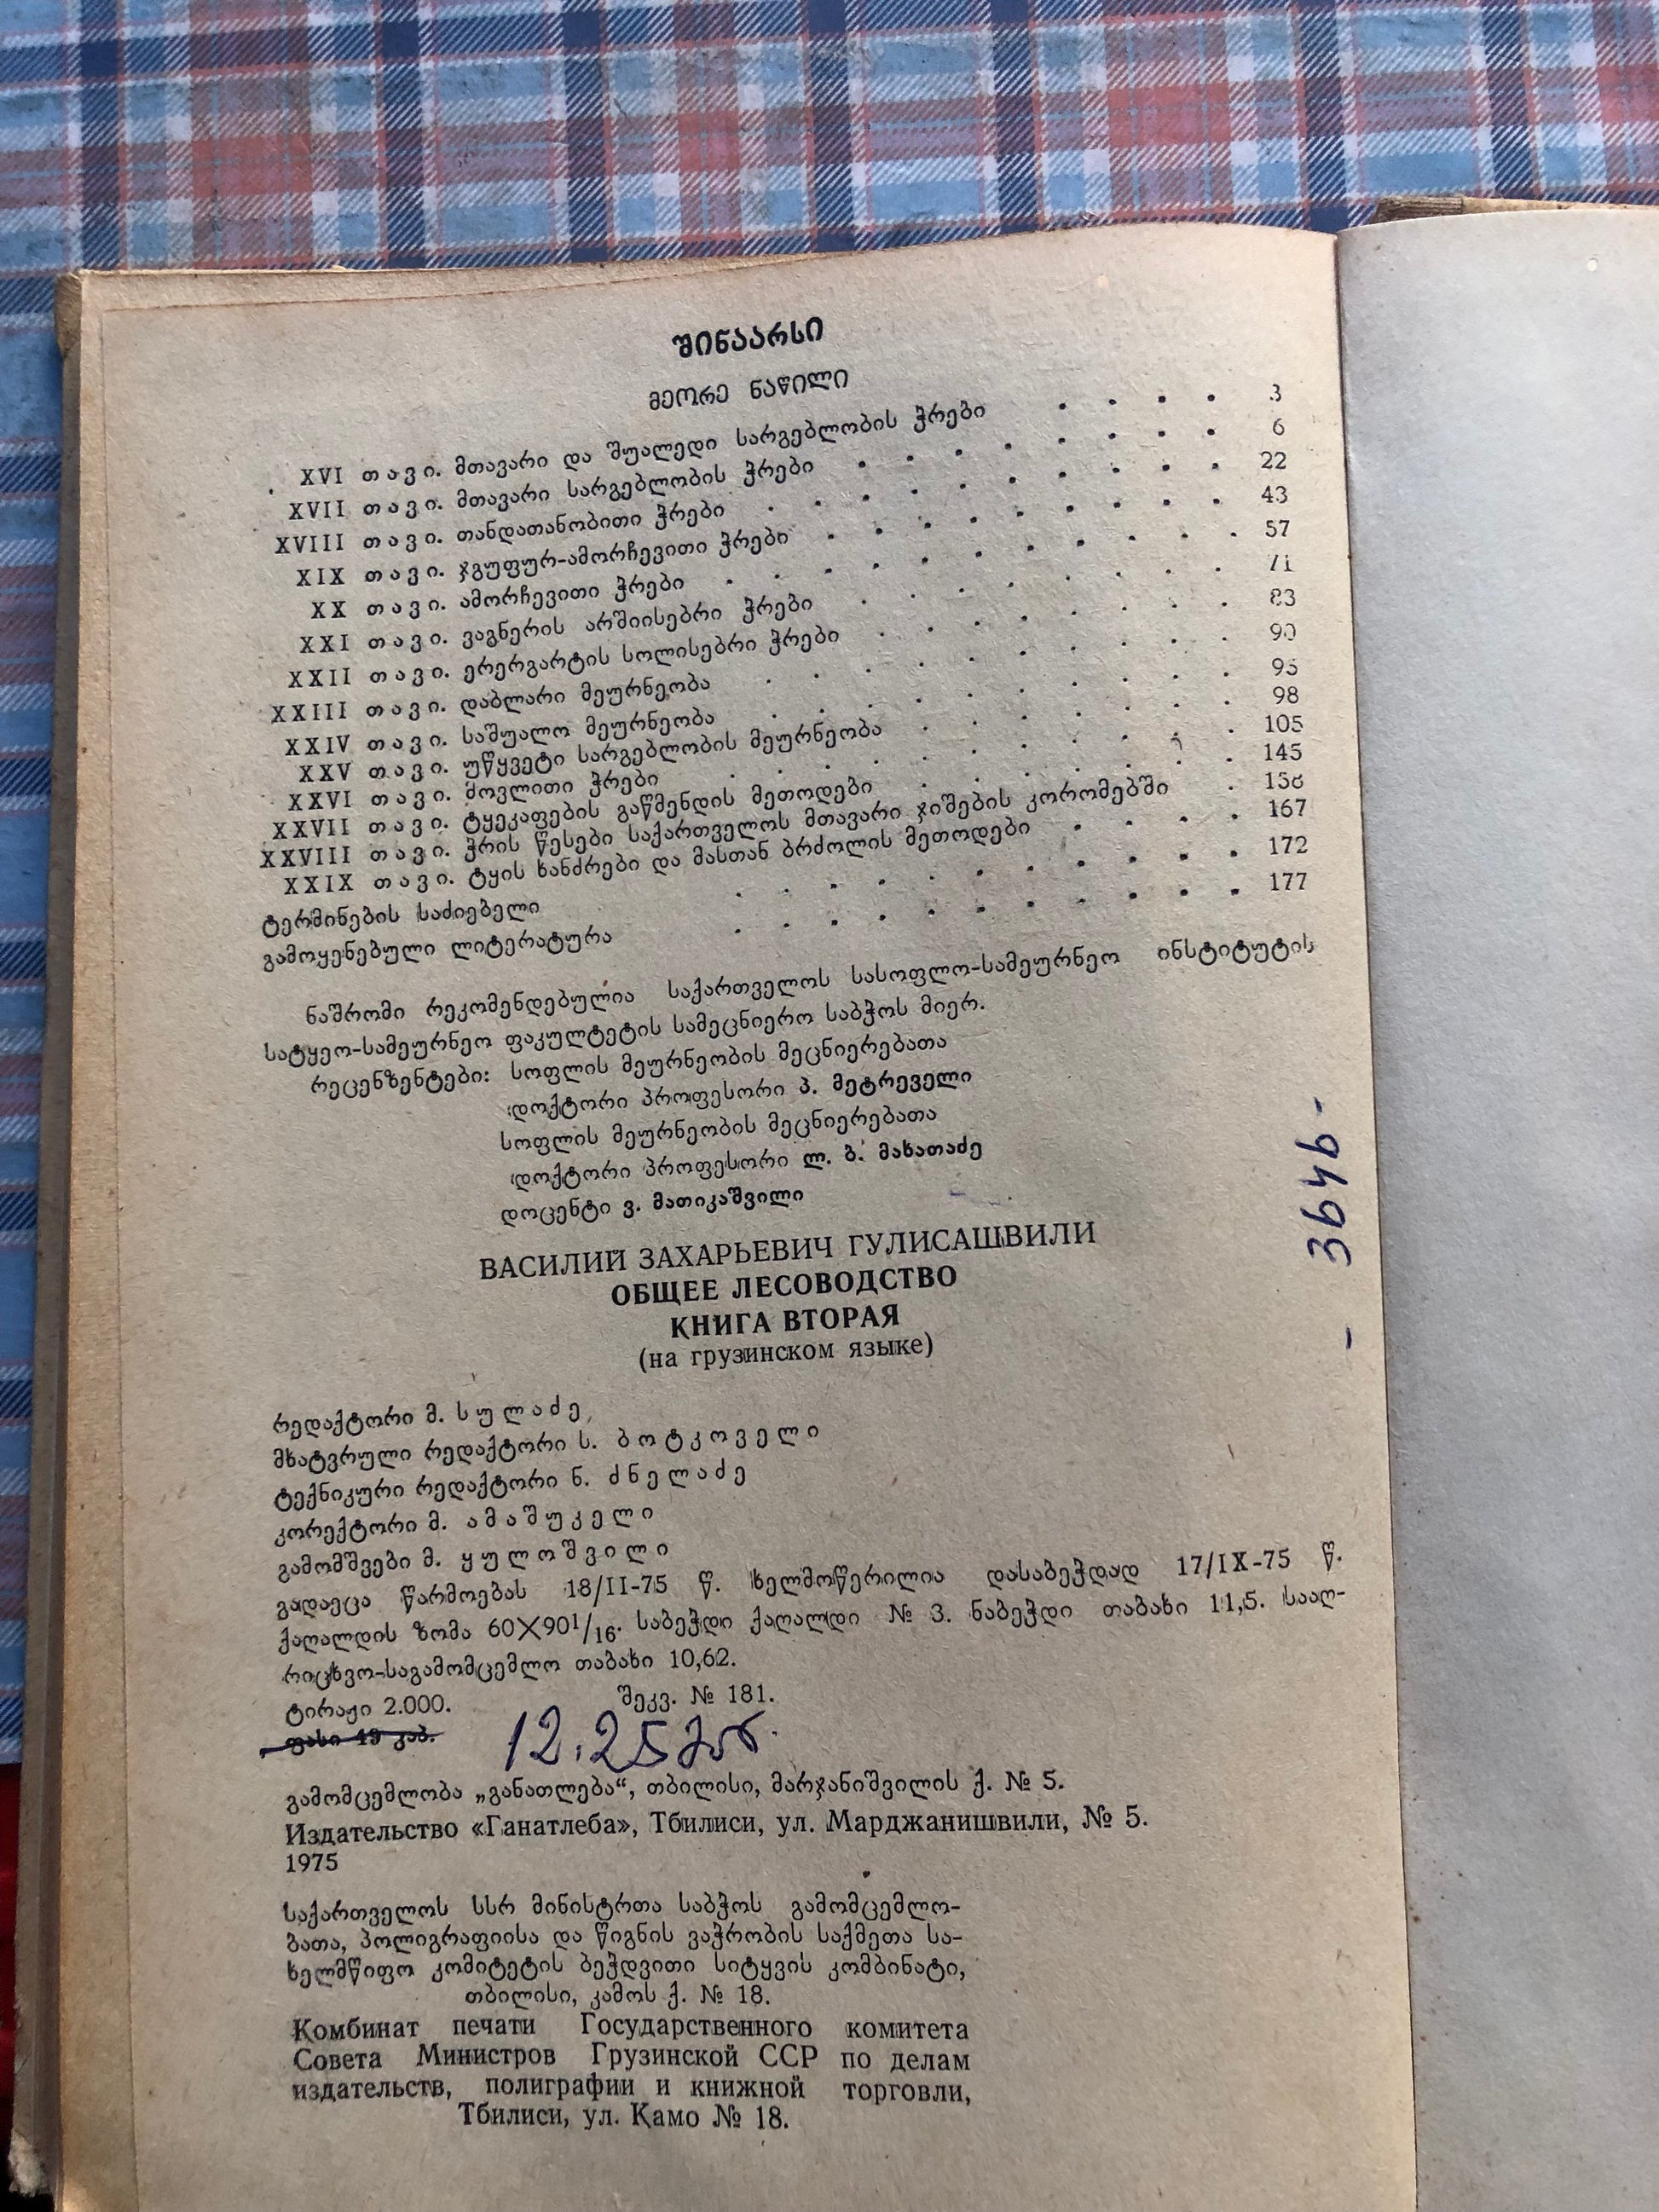 შინაარსი
მეორე ნაწილი
XVI თავი. მთავარი და შუალედი სარგებლობის ჭრები . . . . 3
XVII თავი. მთავარი სარგებლობის ჭრები . . . . . . . . 6
XVIII თავი. თანდათანობითი ჭრები . . . . . . . . . . 22
XIX თავი. ჯგუფურ-ამორჩევითი ჭრები . . . . . . . . . 43
XX თავი. ამორჩევითი ჭრები . . . . . . . . . . . 57
XXI თავი. ვაგნერის არშიისებრი ჭრები . . . . . . . . 71
XXII თავი. ერერგარტის სოლისებრი ჭრები . . . . . . . . 83
XXIII თავი. დაბლარი მეურნეობა . . . . . . . . . . 90
XXIV თავი. საშუალო მეურნეობა . . . . . . . . . . 95
XXV თავი. უწყვეტი სარგებლობის მეურნეობა . . . . . . . 98
XXVI თავი. მოვლითი ჭრები . . . . . . . . . . . 105
XXVII თავი. ტყეკაფების გაწმენდის მეთოდები . . . . . . . 145
XXVIII თავი. ჭრის წესები საქართველოს მთავარი ჯიშების კორომებში . 158
XXIX თავი. ტყის ხანძრები და მასთან ბრძოლის მეთოდები . . . . 167
ტერმინების საძიებელი . . . . . . . . . . . 172
გამოყენებული ლიტერატურა . . . . . . . . . . . 177
ნაშრომი რეკომენდებულია საქართველოს სასოფლო-სამეურნეო ინსტიტუტის
სატყეო-სამეურნეო ფაკულტეტის სამეცნიერო საბჭოს მიერ.
რეცენზენტები: სოფლის მეურნეობის მეცნიერებათა
დოქტორი პროფესორი პ. მეტრეველი
სოფლის მეურნეობის მეცნიერებათა
დოქტორი პროფესორი ლ. ბ. მახათაძე
დოცენტი ვ. მათიკაშვილი
- 3646 -
ВАСИЛИЙ ЗАХАРЬЕВИЧ ГУЛИСАШВИЛИ
ОБЩЕЕ ЛЕСОВОДСТВО
КНИГА ВТОРАЯ
(на грузинском языке)
რედაქტორი მ. სულაძე
მხატვრული რედაქტორი ს. ბოტკოველი
ტექნიკური რედაქტორი ნ. ძნელაძე
კორექტორი მ. ამაშუკელი
გამომშვები მ. ყულოშვილი
გადაეცა წარმოებას 18/II-75 წ. ხელმოწერილია დასაბეჭდად 17/IX-75 წ.
ქაღალდის ზომა 60X90¹/₁₆. საბეჭდი ქაღალდი № 3. ნაბეჭდი თაბახი 11,5. სააღ-
რიცხვო-საგამომცემლო თაბახი 10,62.
ტირაჟი 2.000. შეკვ. № 181.
ფასი 49 კაპ. 12.25
გამომცემლობა „განათლება“, თბილისი, მარჯანიშვილის ქ. № 5.
Издательство «Ганатлеба», Тбилиси, ул. Марджанишвили, № 5.
1975
საქართველოს სსრ მინისტრთა საბჭოს გამომცემლო-
ბათა, პოლიგრაფიისა და წიგნის ვაჭრობის საქმეთა სა-
ხელმწიფო კომიტეტის ბეჭდვითი სიტყვის კომბინატი,
თბილისი, კამოს ქ. № 18.
Комбинат печати Государственного комитета
Совета Министров Грузинской ССР по делам
издательств, полиграфии и книжной торговли,
Тбилиси, ул. Камо № 18.